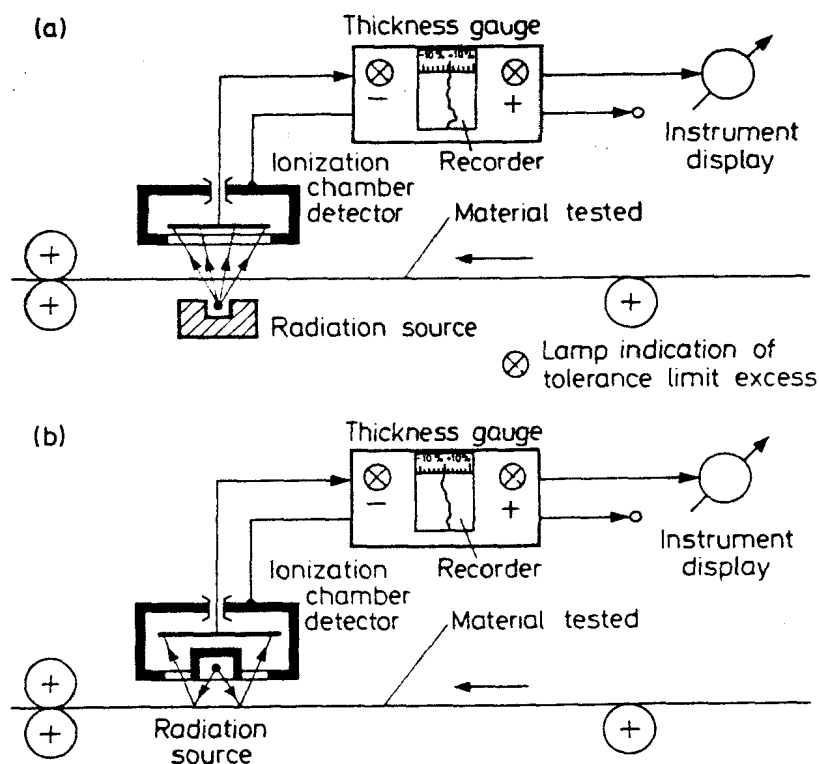 (a)
Thickness gauge
-10% +10%
- +
Recorder
Instrument
display
Ionization
chamber
detector
Material tested
+
+
+
Radiation source
Lamp indication of
tolerance limit excess
(b)
Thickness gauge
-10% +10%
- +
Recorder
Instrument
display
Ionization
chamber
detector
Material tested
+
+
+
Radiation
source